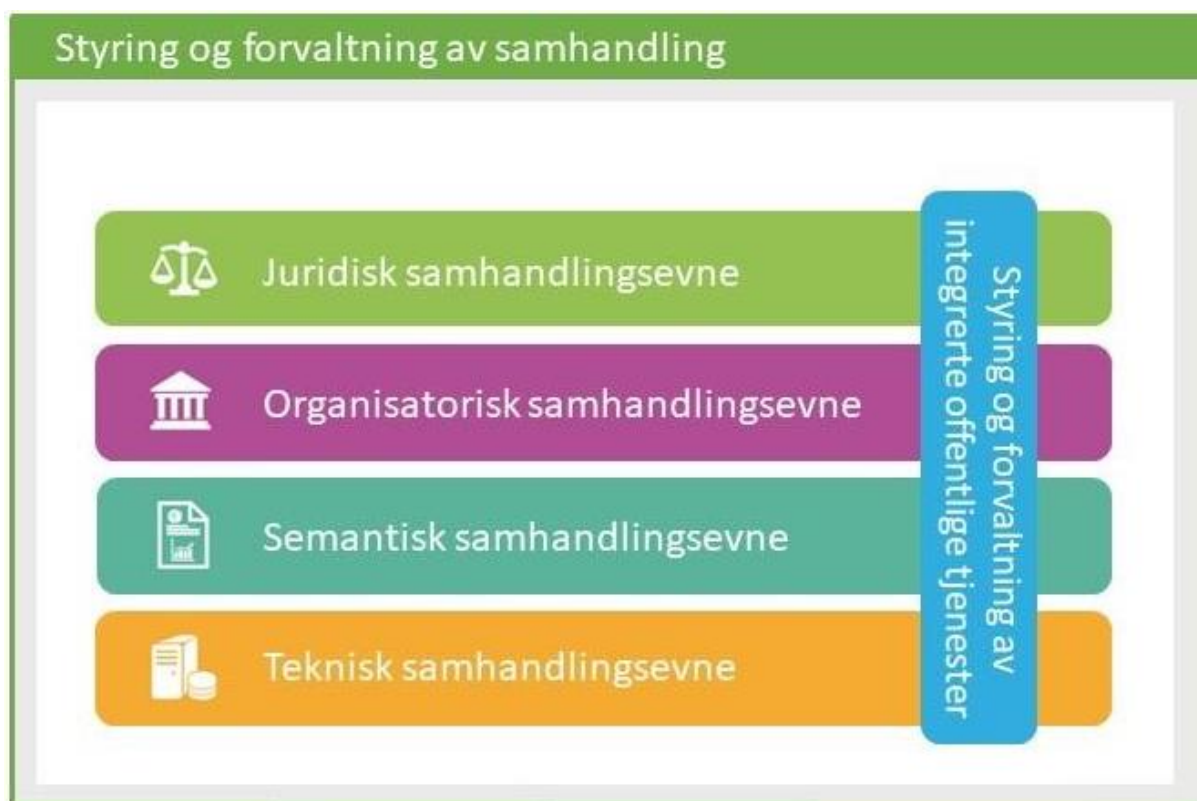 Styring og forvaltning av samhandling
Juridisk samhandlingsevne
Organisatorisk samhandlingsevne
Semantisk samhandlingsevne
Teknisk samhandlingsevne
Styring og forvaltning av
integrerte offentlige tjenester